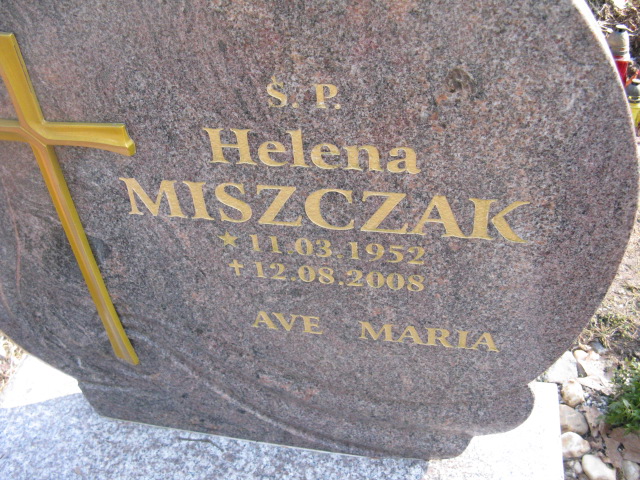 Ś. P.
Helena
MISZCZAK
★ 11.03.1952
✝ 12.08.2008
AVE MARIA